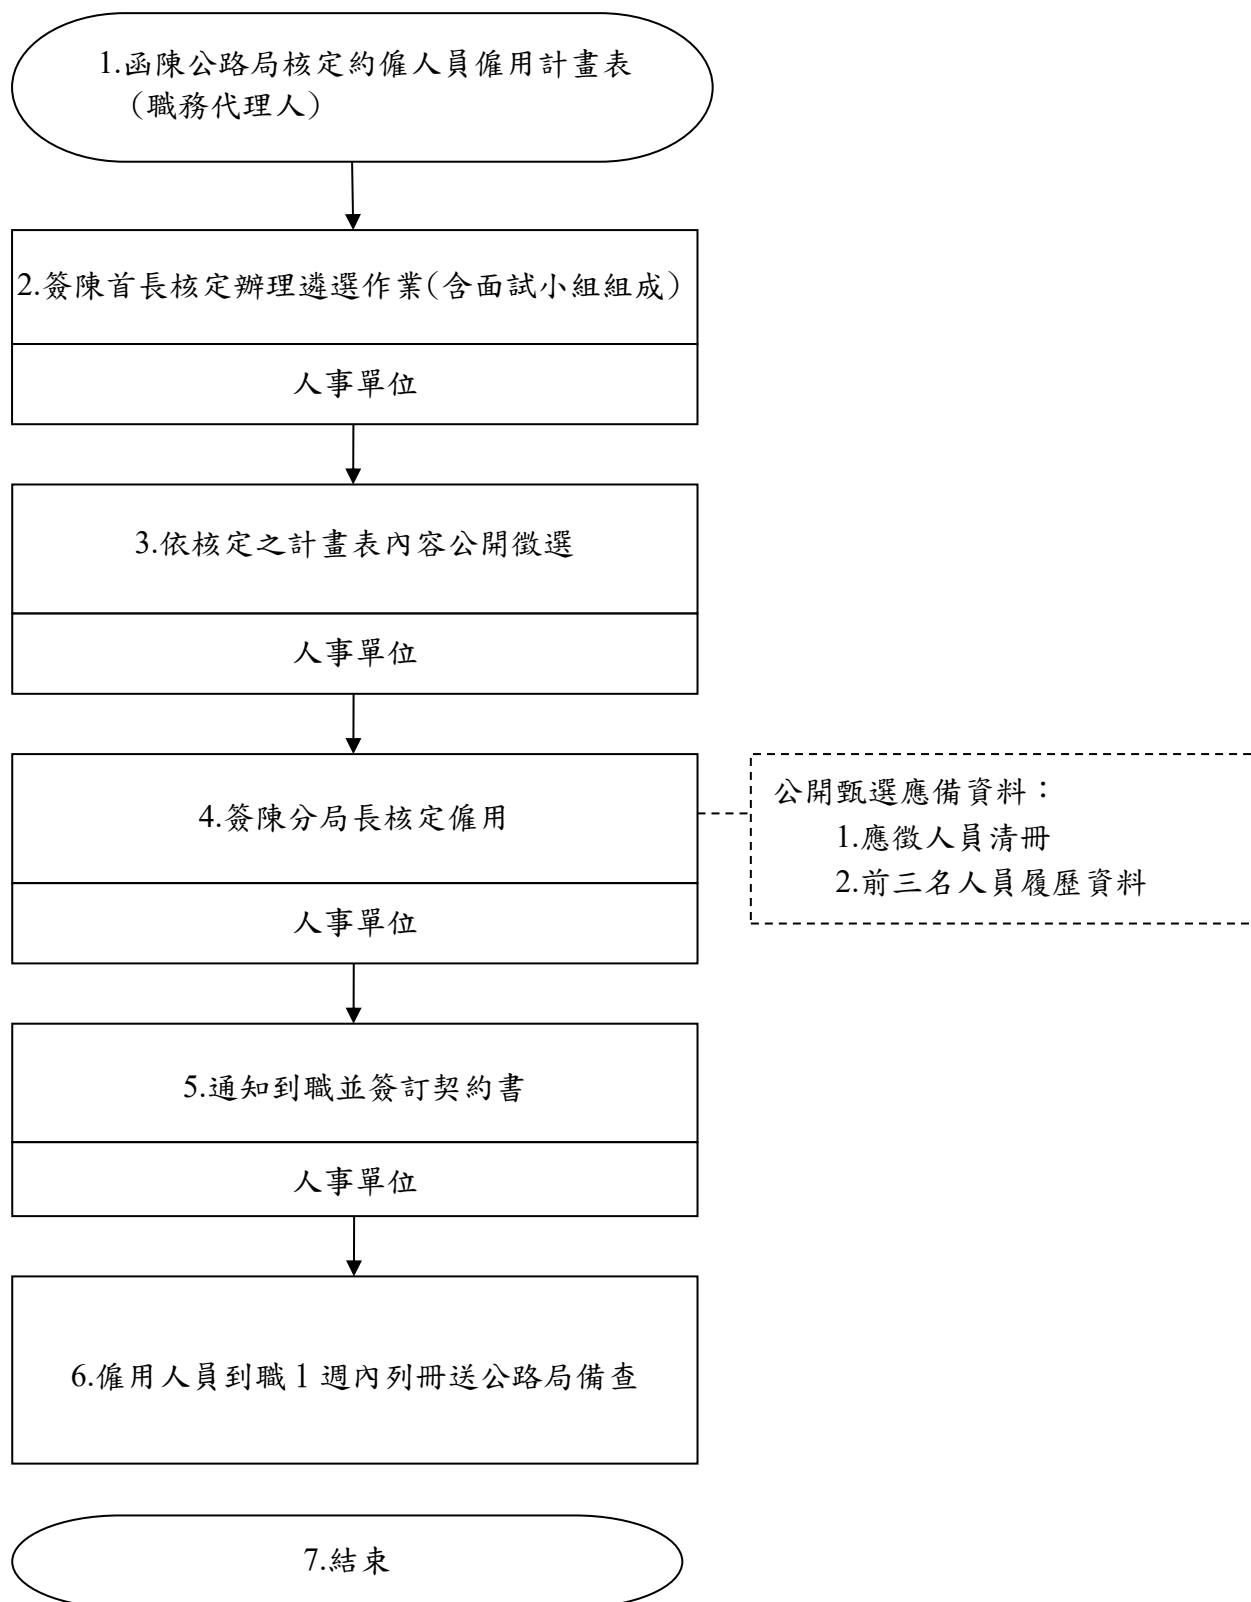 1.函陳公路局核定約僱人員僱用計畫表
(職務代理人)
2.簽陳首長核定辦理遴選作業(含面試小組組成)
人事單位
3.依核定之計畫表內容公開徵選
人事單位
4.簽陳分局長核定僱用
人事單位
公開甄選應備資料：
1.應徵人員清冊
2.前三名人員履歷資料
5.通知到職並簽訂契約書
人事單位
6.僱用人員到職1週內列冊送公路局備查
7.結束